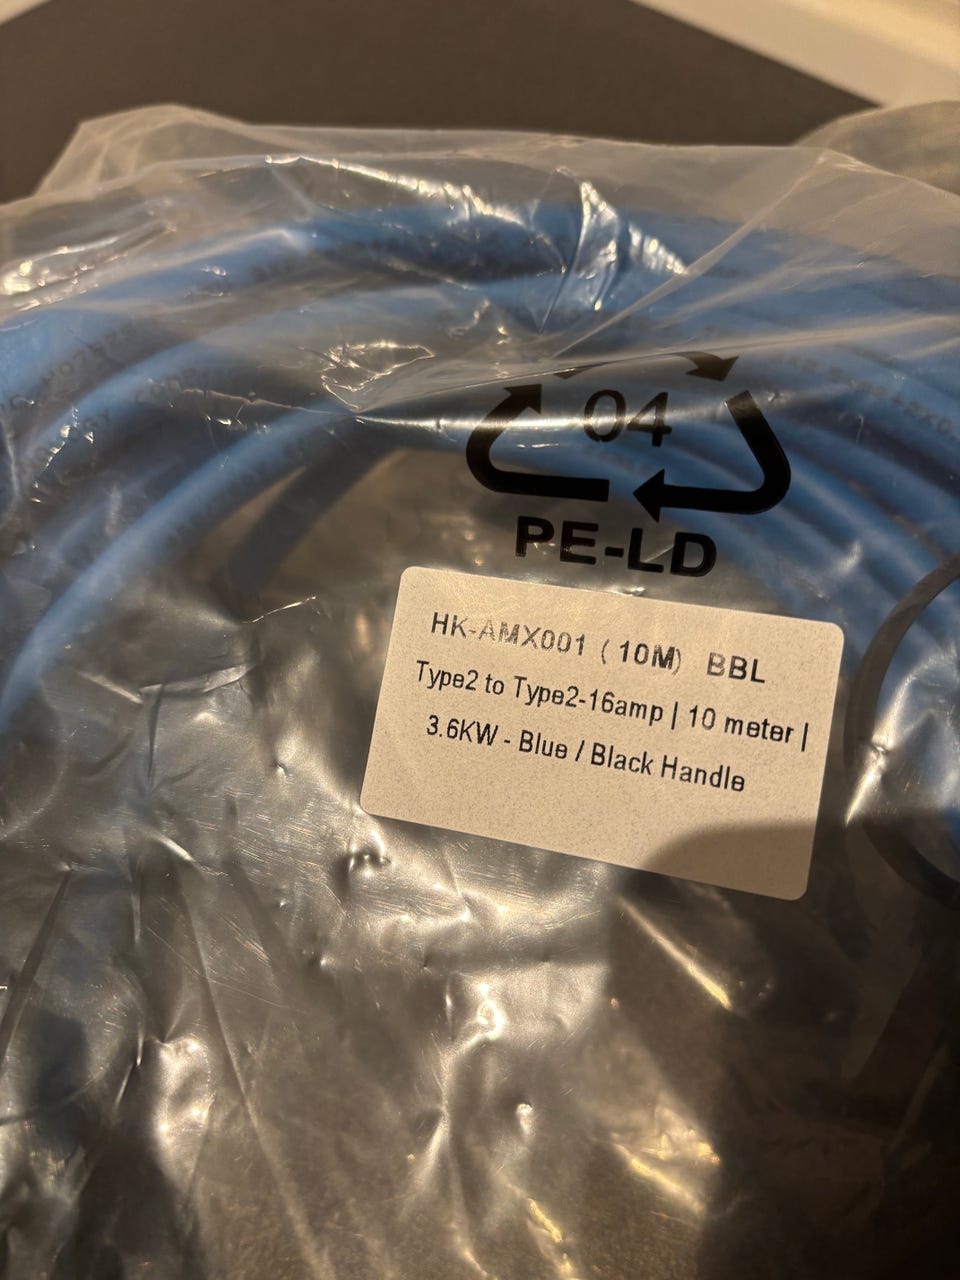 04
PE-LD
HK-AMX001 (10M) BBL
Type2 to Type2-16amp | 10 meter |
3.6KW - Blue / Black Handle